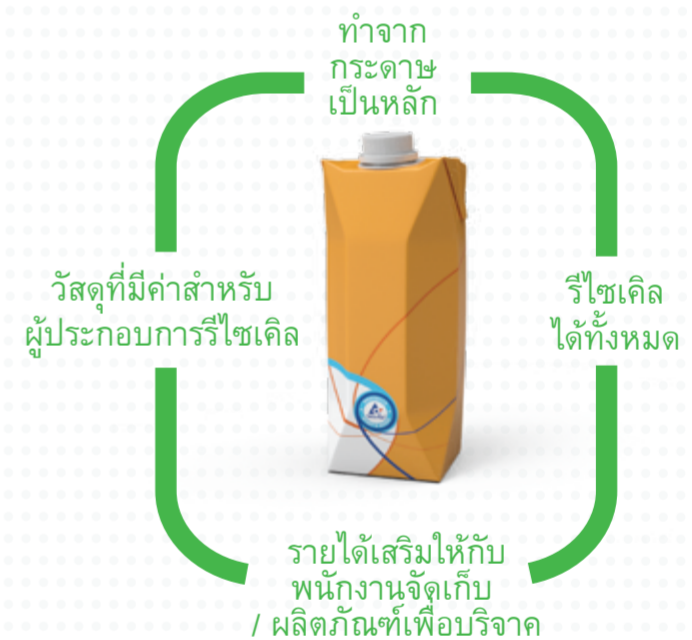 ทำจาก
กระดาษ
เป็นหลัก
วัสดุที่มีค่าสำหรับ
ผู้ประกอบการรีไซเคิล
รีไซเคิล
ได้ทั้งหมด
รายได้เสริมให้กับ
พนักงานจัดเก็บ
/ ผลิตภัณฑ์เพื่อบริจาค